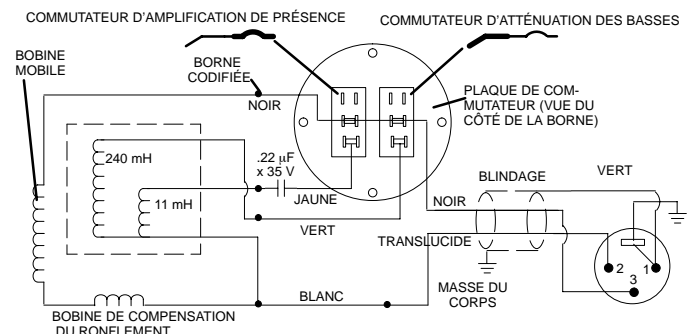 COMMUTATEUR D'AMPLIFICATION DE PRÉSENCE
COMMUTATEUR D'ATTÉNUATION DES BASSES
BOBINE
MOBILE
BORNE
CODIFIÉE
NOIR
PLAQUE DE COM-
MUTATEUR (VUE DU
CÔTÉ DE LA BORNE)
240 mH
11 mH
.22 µF
x 35 V
JAUNE
VERT
BLINDAGE
VERT
NOIR
TRANSLUCIDE
MASSE DU
CORPS
2
1
3
BLANC
BOBINE DE COMPENSATION
DU RONFLEMENT